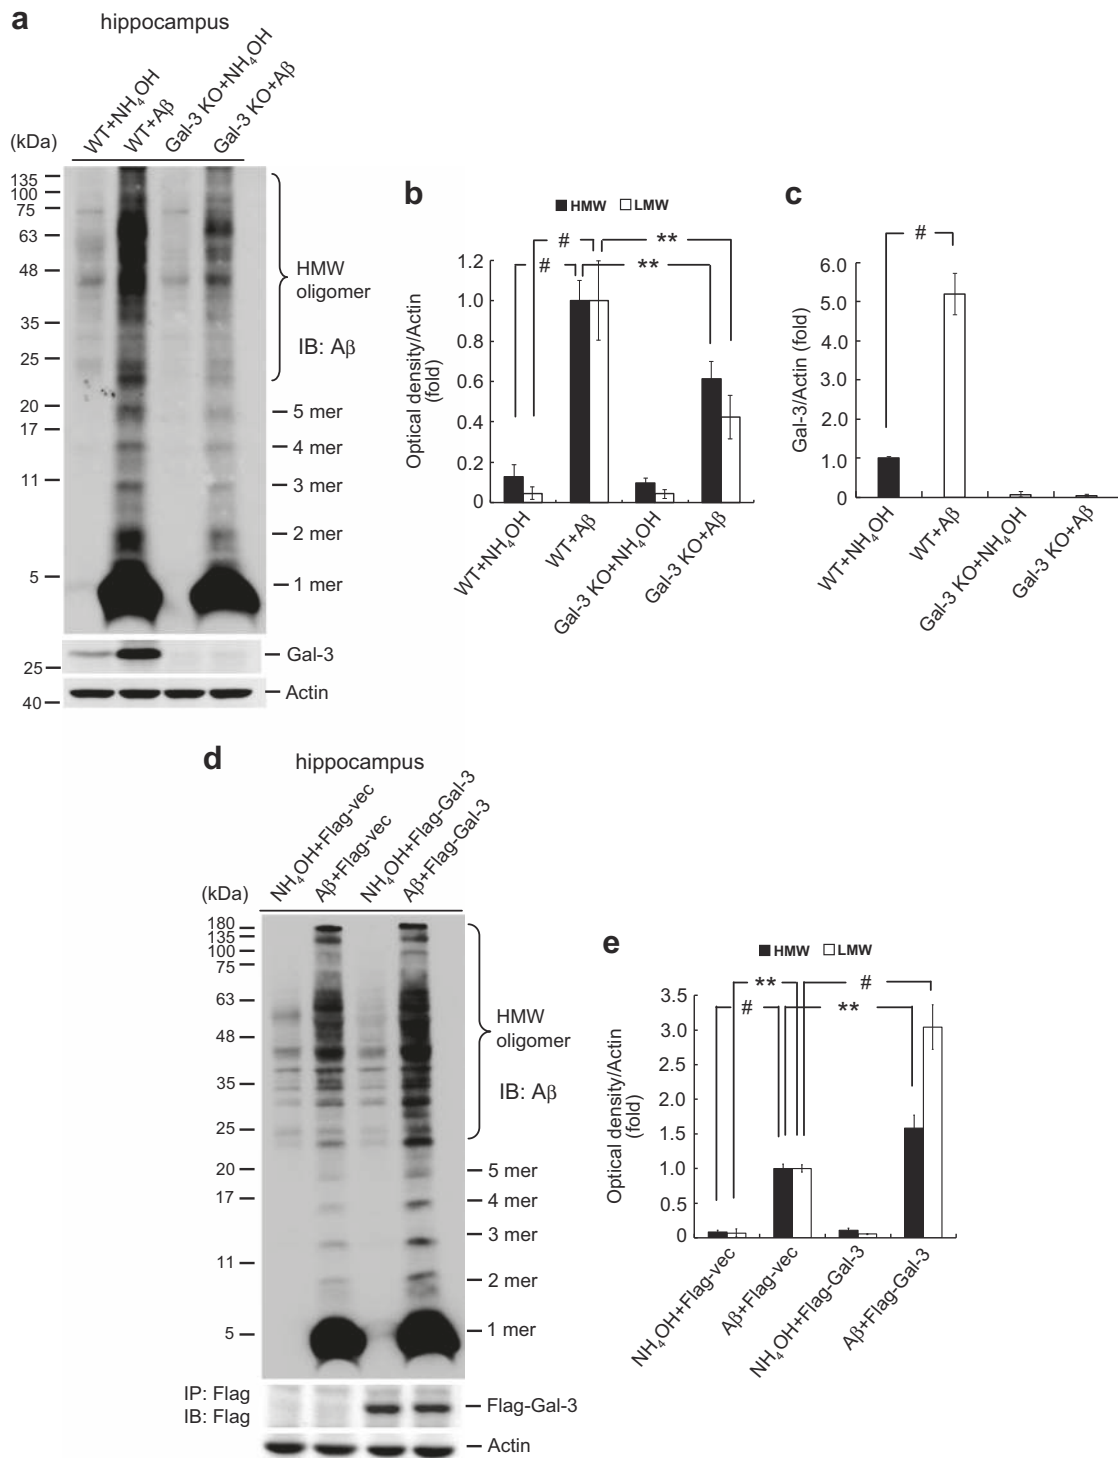 a
hippocampus
WT+NH₄OH
WT+Aβ
Gal-3 KO+NH₄OH
Gal-3 KO+Aβ
(kDa)
135
100
75
63
48
35
25
20
17
11
5
HMW
oligomer
IB: Aβ
5 mer
4 mer
3 mer
2 mer
1 mer
Gal-3
25
Actin
40
b
HMW LMW
# **
# **
Optical density/Actin
(fold)
1.2
1.0
0.8
0.6
0.4
0.2
0
WT+NH₄OH
WT+Aβ
Gal-3 KO+NH₄OH
Gal-3 KO+Aβ
c
#
Gal-3/Actin (fold)
6.0
5.0
4.0
3.0
2.0
1.0
0
WT+NH₄OH
WT+Aβ
Gal-3 KO+NH₄OH
Gal-3 KO+Aβ
d
hippocampus
NH₄OH+Flag-vec
Aβ+Flag-vec
NH₄OH+Flag-Gal-3
Aβ+Flag-Gal-3
(kDa)
180
135
100
75
63
48
35
25
20
17
11
5
HMW
oligomer
IB: Aβ
5 mer
4 mer
3 mer
2 mer
1 mer
IP: Flag
IB: Flag
Flag-Gal-3
Actin
e
HMW LMW
** #
# **
Optical density/Actin
(fold)
3.5
3.0
2.5
2.0
1.5
1.0
0.5
0
NH₄OH+Flag-vec
Aβ+Flag-vec
NH₄OH+Flag-Gal-3
Aβ+Flag-Gal-3